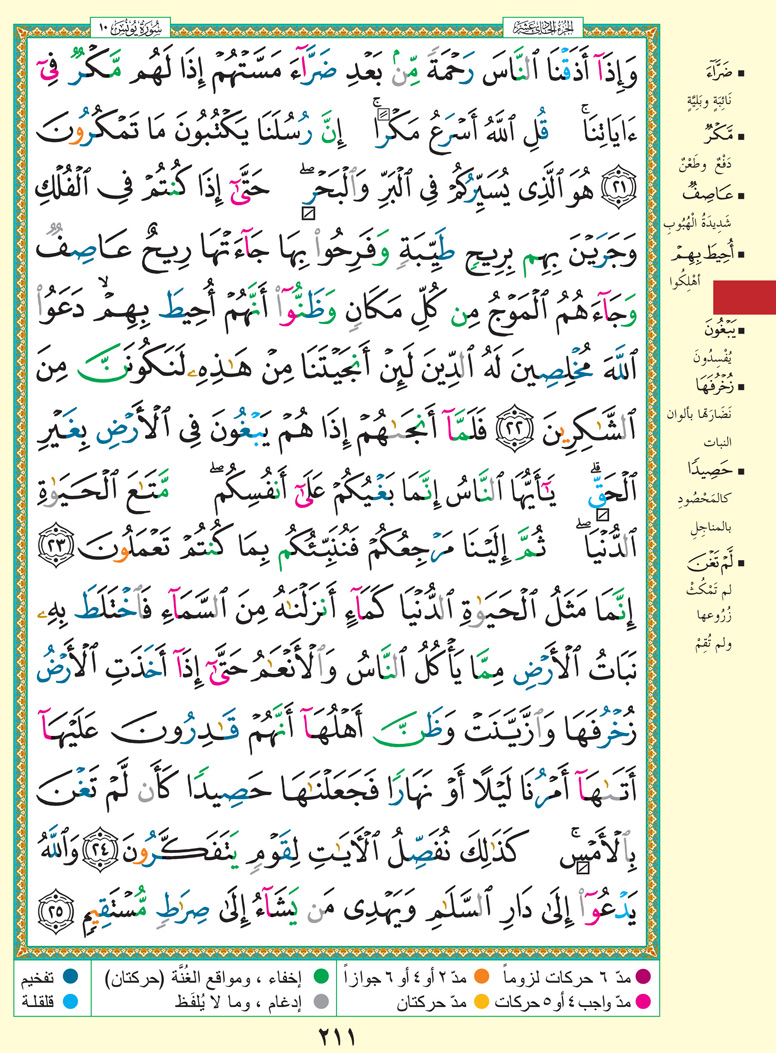 الجزء الحادي عشر
سورة يونس ١٠
وَإِذَآ أَذَقْنَا ٱلنَّاسَ رَحْمَةً مِّنۢ بَعْدِ ضَرَّآءَ مَسَّتْهُمْ إِذَا لَهُم مَّكْرٌ فِىٓ
ءَايَاتِنَا ۚ قُلِ ٱللَّهُ أَسْرَعُ مَكْرًا ۚ إِنَّ رُسُلَنَا يَكْتُبُونَ مَا تَمْكُرُونَ
﴿٢١﴾ هُوَ ٱلَّذِى يُسَيِّرُكُمْ فِى ٱلْبَرِّ وَٱلْبَحْرِ ۖ حَتَّىٰٓ إِذَا كُنتُمْ فِى ٱلْفُلْكِ
وَجَرَيْنَ بِهِم بِرِيحٍ طَيِّبَةٍ وَفَرِحُوا۟ بِهَا جَآءَتْهَا رِيحٌ عَاصِفٌ
وَجَآءَهُمُ ٱلْمَوْجُ مِن كُلِّ مَكَانٍ وَظَنُّوٓا۟ أَنَّهُمْ أُحِيطَ بِهِمْ ۙ دَعَوُا۟
ٱللَّهَ مُخْلِصِينَ لَهُ ٱلدِّينَ لَئِنْ أَنجَيْتَنَا مِنْ هَـٰذِهِۦ لَنَكُونَنَّ مِنَ
ٱلشَّـٰكِرِينَ ﴿٢٢﴾ فَلَمَّآ أَنجَىٰهُمْ إِذَا هُمْ يَبْغُونَ فِى ٱلْأَرْضِ بِغَيْرِ
ٱلْحَقِّ ۗ يَـٰٓأَيُّهَا ٱلنَّاسُ إِنَّمَا بَغْيُكُمْ عَلَىٰٓ أَنفُسِكُم ۖ مَّتَـٰعَ ٱلْحَيَوٰةِ
ٱلدُّنْيَا ۖ ثُمَّ إِلَيْنَا مَرْجِعُكُمْ فَنُنَبِّئُكُم بِمَا كُنتُمْ تَعْمَلُونَ ﴿٢٣﴾
إِنَّمَا مَثَلُ ٱلْحَيَوٰةِ ٱلدُّنْيَا كَمَآءٍ أَنزَلْنَـٰهُ مِنَ ٱلسَّمَآءِ فَٱخْتَلَطَ بِهِۦ
نَبَاتُ ٱلْأَرْضِ مِمَّا يَأْكُلُ ٱلنَّاسُ وَٱلْأَنْعَـٰمُ حَتَّىٰٓ إِذَآ أَخَذَتِ ٱلْأَرْضُ
زُخْرُفَهَا وَٱزَّيَّنَتْ وَظَنَّ أَهْلُهَآ أَنَّهُمْ قَـٰدِرُونَ عَلَيْهَآ
أَتَىٰهَآ أَمْرُنَا لَيْلًا أَوْ نَهَارًا فَجَعَلْنَـٰهَا حَصِيدًا كَأَن لَّمْ تَغْنَ
بِٱلْأَمْسِ ۚ كَذَٰلِكَ نُفَصِّلُ ٱلْـَٔايَـٰتِ لِقَوْمٍ يَتَفَكَّرُونَ ﴿٢٤﴾ وَٱللَّهُ
يَدْعُوٓا۟ إِلَىٰ دَارِ ٱلسَّلَـٰمِ وَيَهْدِى مَن يَشَآءُ إِلَىٰ صِرَٰطٍ مُّسْتَقِيمٍ ﴿٢٥﴾
▪ ضَرَّآءَ
نَائِبَةٍ وبَلِيَّةٍ
▪ مَّكْرٌ
دَفْعٌ وطَعْنٌ
▪ عَاصِفٌ
شَدِيدَةُ الْهُبُوبِ
▪ أُحِيطَ بِهِمْ
أُهْلِكُوا
▪ يَبْغُونَ
يُفْسِدُونَ
▪ زُخْرُفَهَا
نَضَارَتَها بألوان
النبات
▪ حَصِيدًا
كالمَحْصُودِ
بالمناجِلِ
▪ لَّمْ تَغْنَ
لم تَمْكُثْ
زُرُوعها
ولم تُقِمْ
مدّ ٦ حركات لزوماً ● مدّ ٢ أو ٤ أو ٦ جوازاً ● إخفاء ، ومواقع الغُنَّة (حركتان) ● تفخيم
مدّ واجب ٤ أو ٥ حركات ● مدّ حركتان ● إدغام ، وما لا يُلفَظ ● قلقلة
٢١١